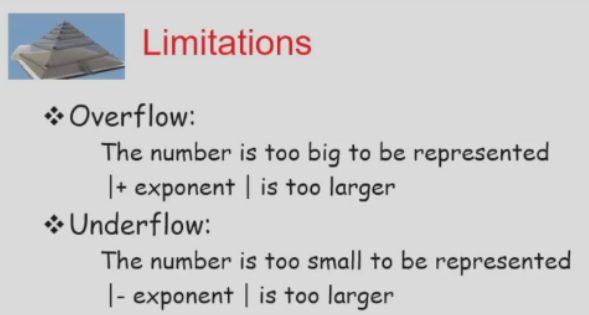 Limitations
❖ Overflow:
The number is too big to be represented
|+ exponent | is too larger
❖ Underflow:
The number is too small to be represented
|- exponent | is too larger